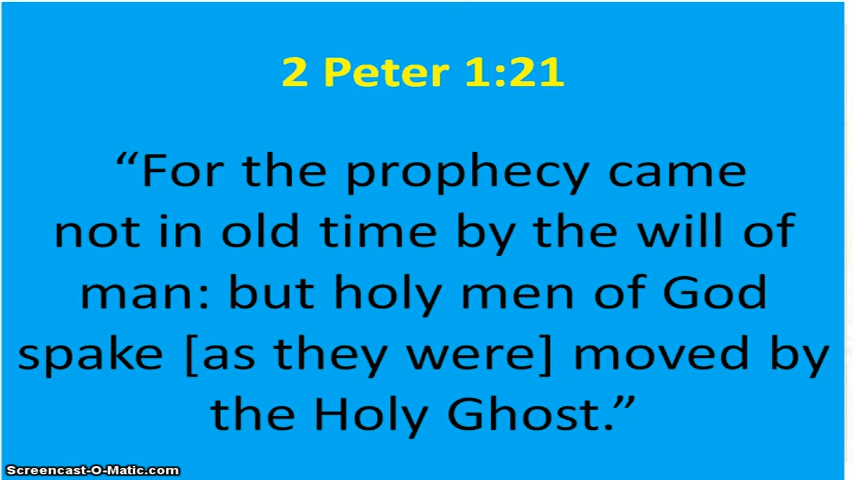 2 Peter 1:21
“For the prophecy came
not in old time by the will of
man: but holy men of God
spake [as they were] moved by
the Holy Ghost.”
Screencast-O-Matic.com